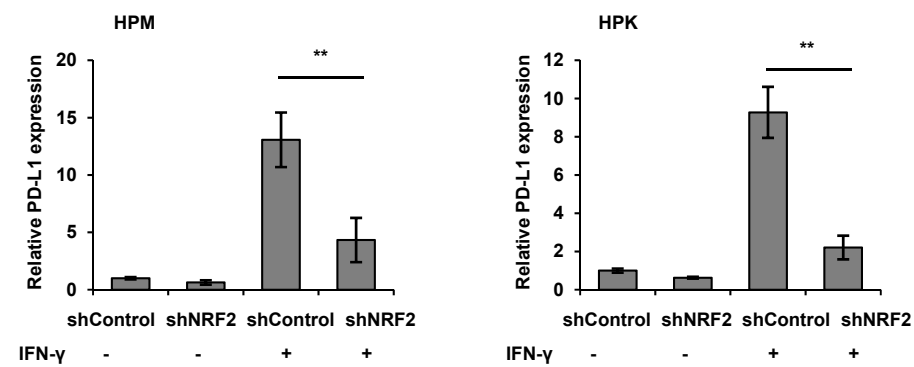 HPM
**
Relative PD-L1 expression
20
15
10
5
0
shControl shNRF2 shControl shNRF2
IFN-γ - - + +
HPK
**
Relative PD-L1 expression
12
10
8
6
4
2
0
shControl shNRF2 shControl shNRF2
IFN-γ - - + +